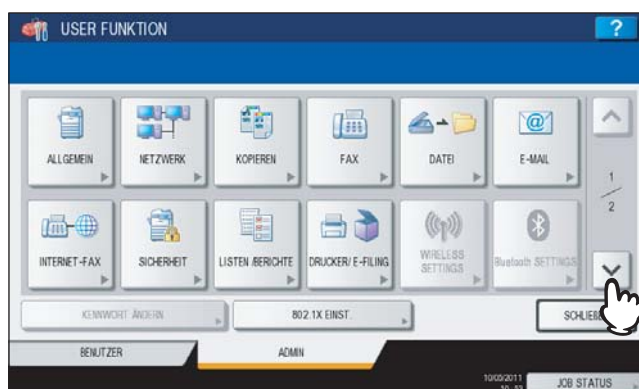 USER FUNKTION
?
ALLGEMEIN NETZWERK KOPIEREN FAX DATEI E-MAIL
1
2
INTERNET-FAX SICHERHEIT LISTEN /BERICHTE DRUCKER/ E-FILING WIRELESS SETTINGS Bluetooth SETTINGS
KENNWORT ÄNDERN 802.1X EINST.
BENUTZER ADMIN
10/05/2011
JOB STATUS